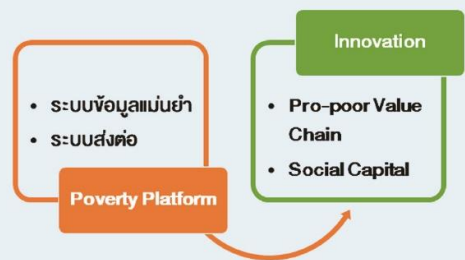 • ระบบข้อมูลแม่นยำ
• ระบบส่งต่อ
Poverty Platform
Innovation
• Pro-poor Value
Chain
• Social Capital